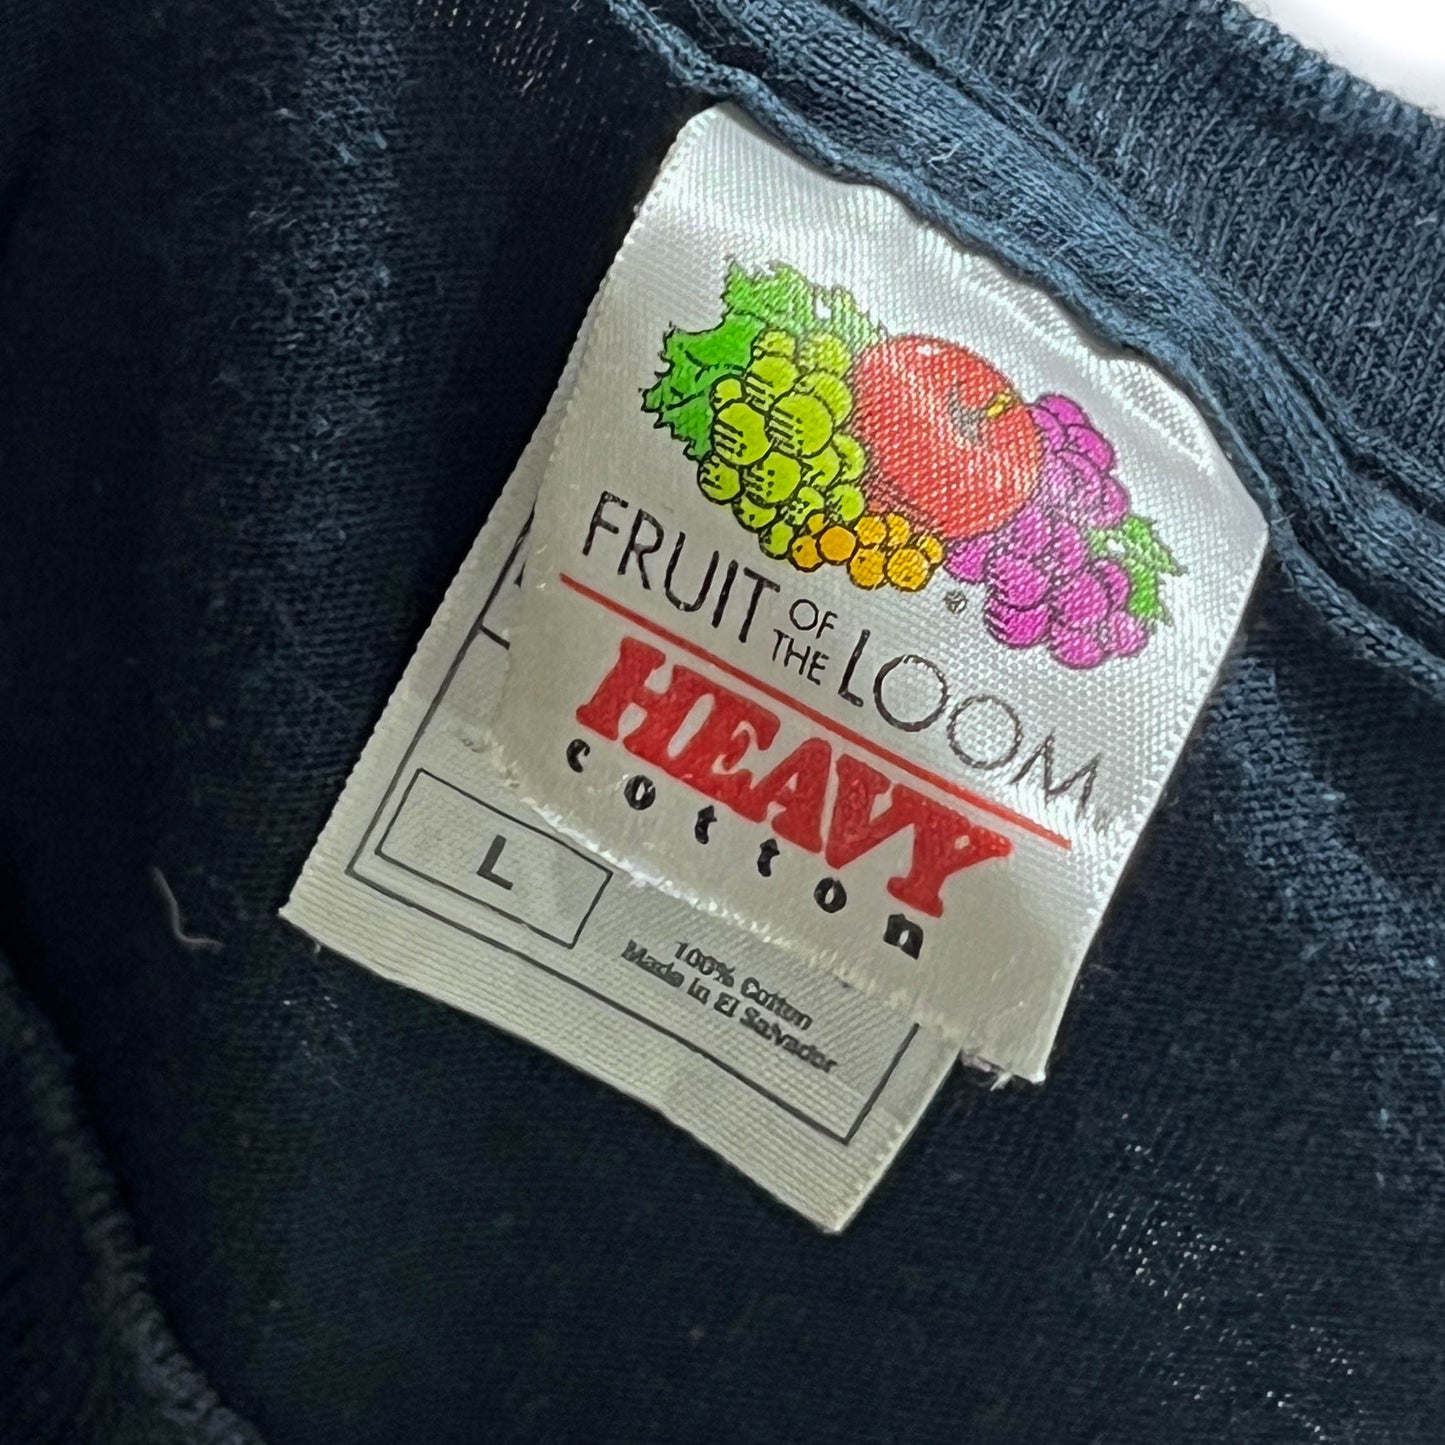 FRUIT OF THE LOOM®
HEAVY
cotton
L
100% Cotton
Made in El Salvador